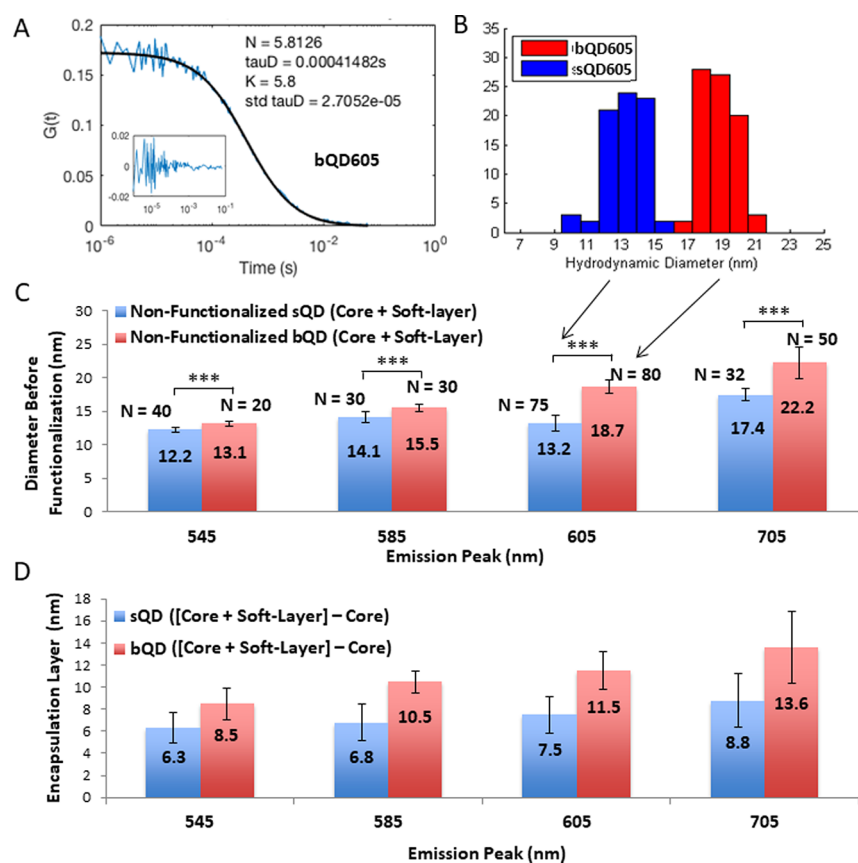 A
0.2
0.15
0.1
0.05
0
G(t)
N = 5.8126
tauD = 0.00041482s
K = 5.8
std tauD = 2.7052e-05
bQD605
0.02
0
-0.02
10-5 10-3 10-1
10-6 10-4 10-2 100
Time (s)
B
bQD605
sQD605
35
30
25
20
15
10
5
0
7 9 11 13 15 17 19 21 23 25
Hydrodynamic Diameter (nm)
C
Diameter Before
Functionalization (nm)
30
25
20
15
10
5
0
Non-Functionalized sQD (Core + Soft-layer)
Non-Functionalized bQD (Core + Soft-Layer)
*** *** *** ***
N = 40 N = 20 N = 30 N = 30 N = 75 N = 80 N = 32 N = 50
12.2 13.1 14.1 15.5 13.2 18.7 17.4 22.2
545 585 605 705
Emission Peak (nm)
D
Encapsulation Layer (nm)
18
16
14
12
10
8
6
4
2
0
sQD ([Core + Soft-Layer] – Core)
bQD ([Core + Soft-Layer] – Core)
6.3 8.5 6.8 10.5 7.5 11.5 8.8 13.6
545 585 605 705
Emission Peak (nm)